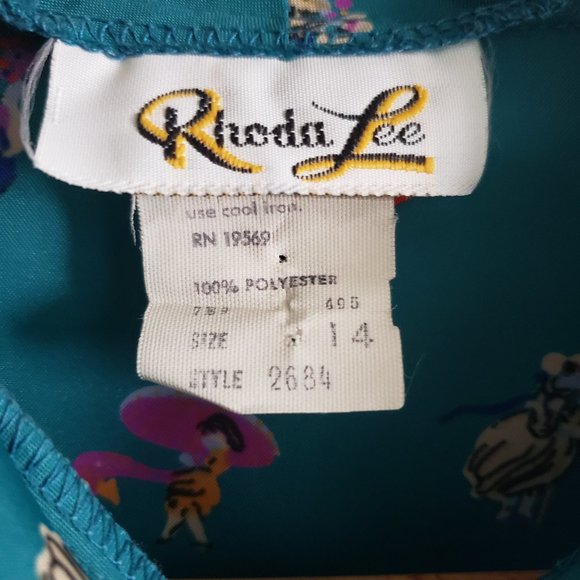 Rhoda Lee
use cool iron.
RN 19569
100% POLYESTER
495
SIZE 14
STYLE 2684